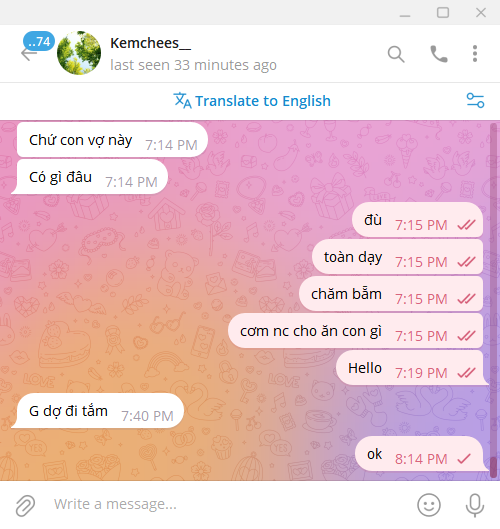 ..74
Kemchees__
last seen 33 minutes ago
Translate to English
Chứ con vợ này 7:14 PM
Có gì đâu 7:14 PM
đù 7:15 PM
toàn dạy 7:15 PM
chăm bẵm 7:15 PM
cơm nc cho ăn con gì 7:15 PM
Hello 7:19 PM
G dợ đi tắm 7:40 PM
ok 8:14 PM
Write a message...